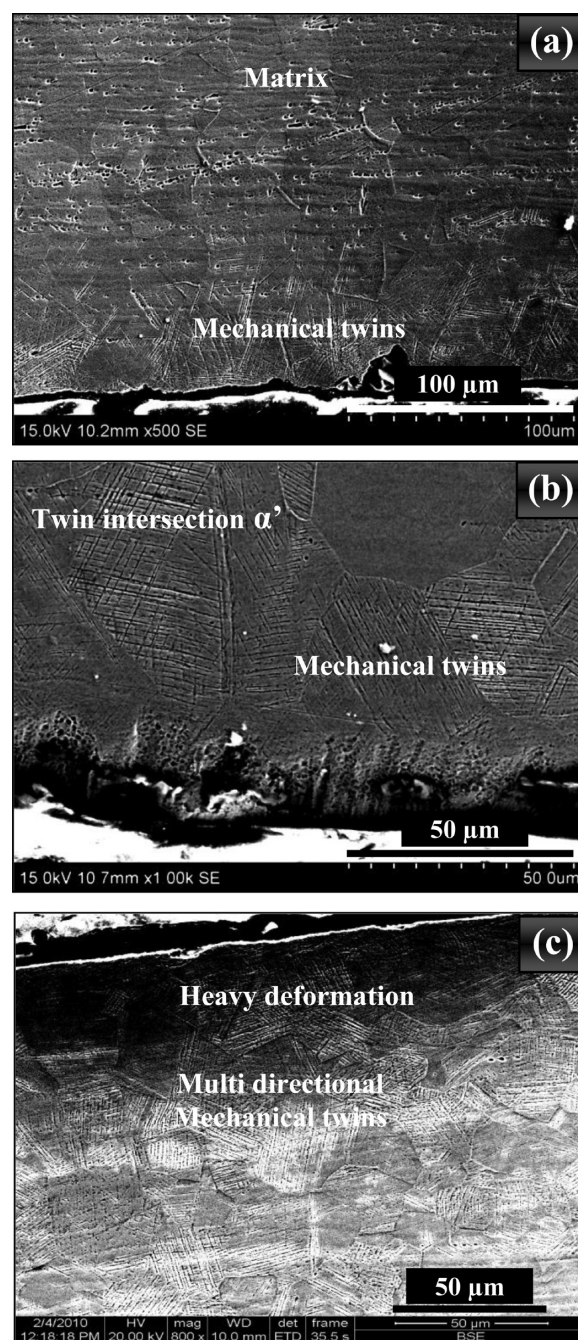 (a)
Matrix
Mechanical twins
100 µm
15.0kV 10.2mm x500 SE
100um
(b)
Twin intersection α’
Mechanical twins
50 µm
15 0kV 10 7mm x1 00k SE
50 0um
(c)
Heavy deformation
Multi directional
Mechanical twins
50 µm
2/4/2010 HV mag WD det frame 50 µm
12:18:18 PM 20.00 kV 800 x 10.0 mm ETD 35.5 s BSE